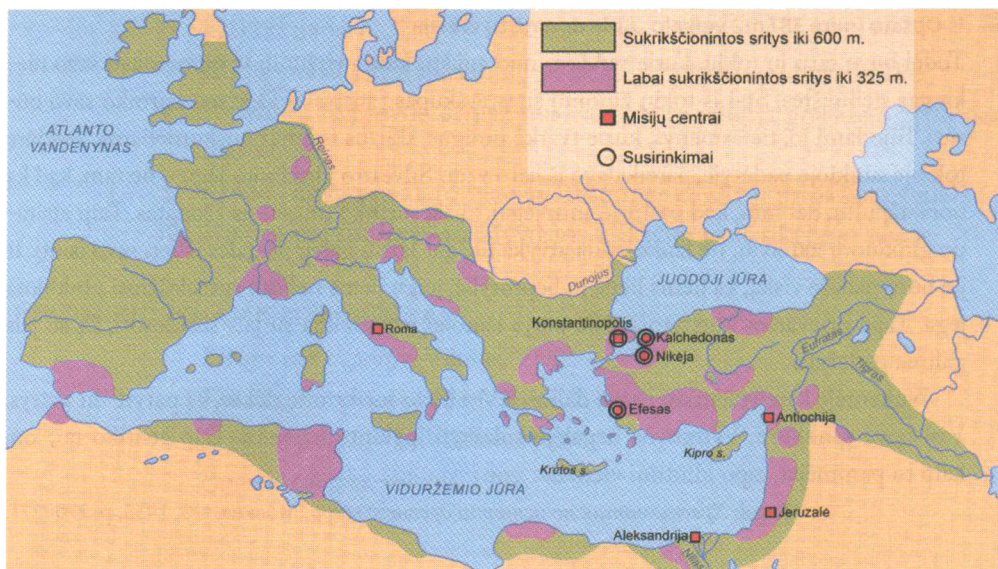 Sukrikščionintos sritys iki 600 m.
Labai sukrikščionintos sritys iki 325 m.
Misijų centrai
Susirinkimai
ATLANTO
VANDENYNAS
Reinas
Dunojus
JUODOJI JŪRA
Roma
Konstantinopolis
Kalchedonas
Nikėja
Eufratas
Tigras
Efesas
Antiochija
Kretos s.
Kipro s.
VIDURŽEMIO JŪRA
Jeruzalė
Aleksandrija
Nilas